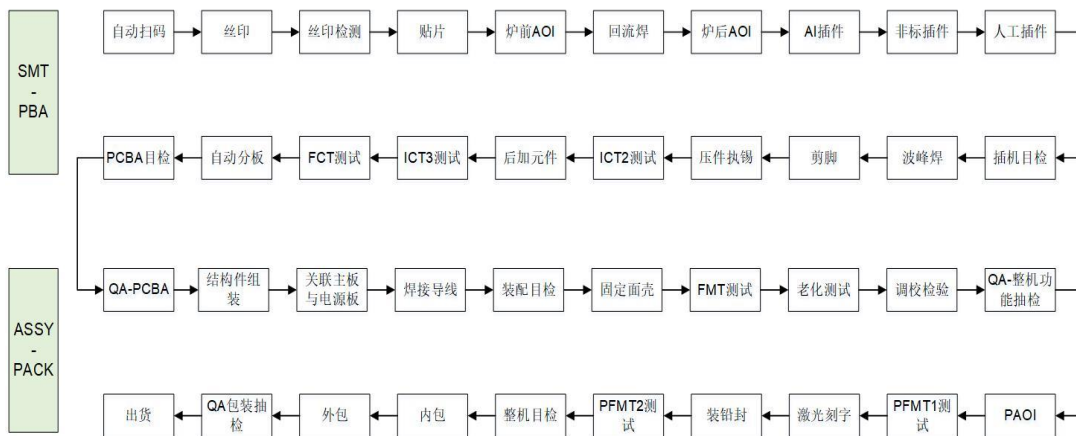 SMT
-
PBA
自动扫码
丝印
丝印检测
贴片
炉前AOI
回流焊
炉后AOI
AI插件
非标插件
人工插件
PCBA目检
自动分板
FCT测试
ICT3测试
后加元件
ICT2测试
压件执锡
剪脚
波峰焊
插机目检
ASSY
-
PACK
QA-PCBA
结构件组
装
关联主板
与电源板
焊接导线
装配目检
固定面壳
FMT测试
老化测试
调校检验
QA-整机功
能抽检
出货
QA包装抽
检
外包
内包
整机目检
PFMT2测
试
装铅封
激光刻字
PFMT1测
试
PAOI